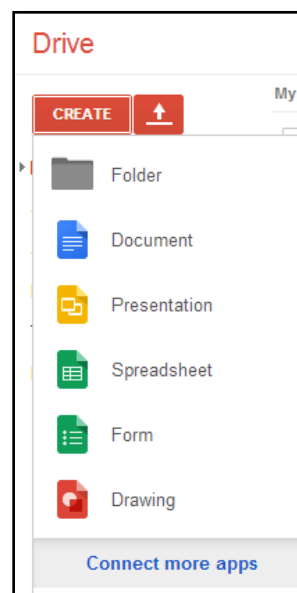 Drive
My
CREATE
Folder
Document
Presentation
Spreadsheet
Form
Drawing
Connect more apps